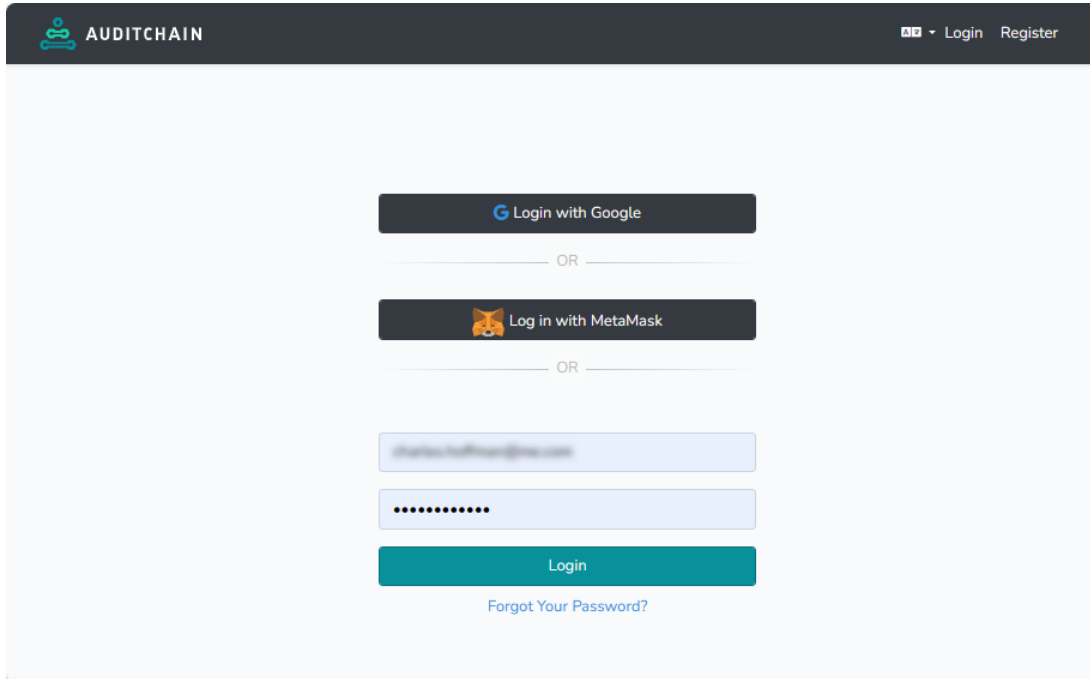 AUDITCHAIN
Login Register
Login with Google
OR
Log in with MetaMask
OR
••••••••••••
Login
Forgot Your Password?